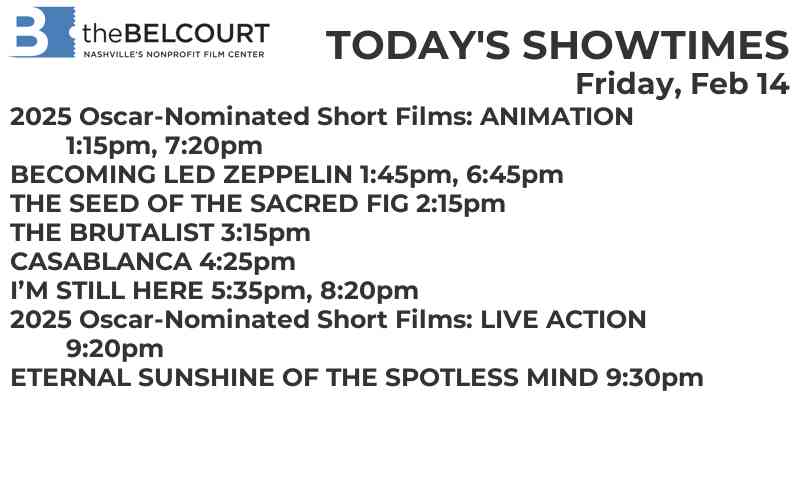 B theBELCOURT
NASHVILLE'S NONPROFIT FILM CENTER
TODAY'S SHOWTIMES
Friday, Feb 14
2025 Oscar-Nominated Short Films: ANIMATION
1:15pm, 7:20pm
BECOMING LED ZEPPELIN 1:45pm, 6:45pm
THE SEED OF THE SACRED FIG 2:15pm
THE BRUTALIST 3:15pm
CASABLANCA 4:25pm
I’M STILL HERE 5:35pm, 8:20pm
2025 Oscar-Nominated Short Films: LIVE ACTION
9:20pm
ETERNAL SUNSHINE OF THE SPOTLESS MIND 9:30pm